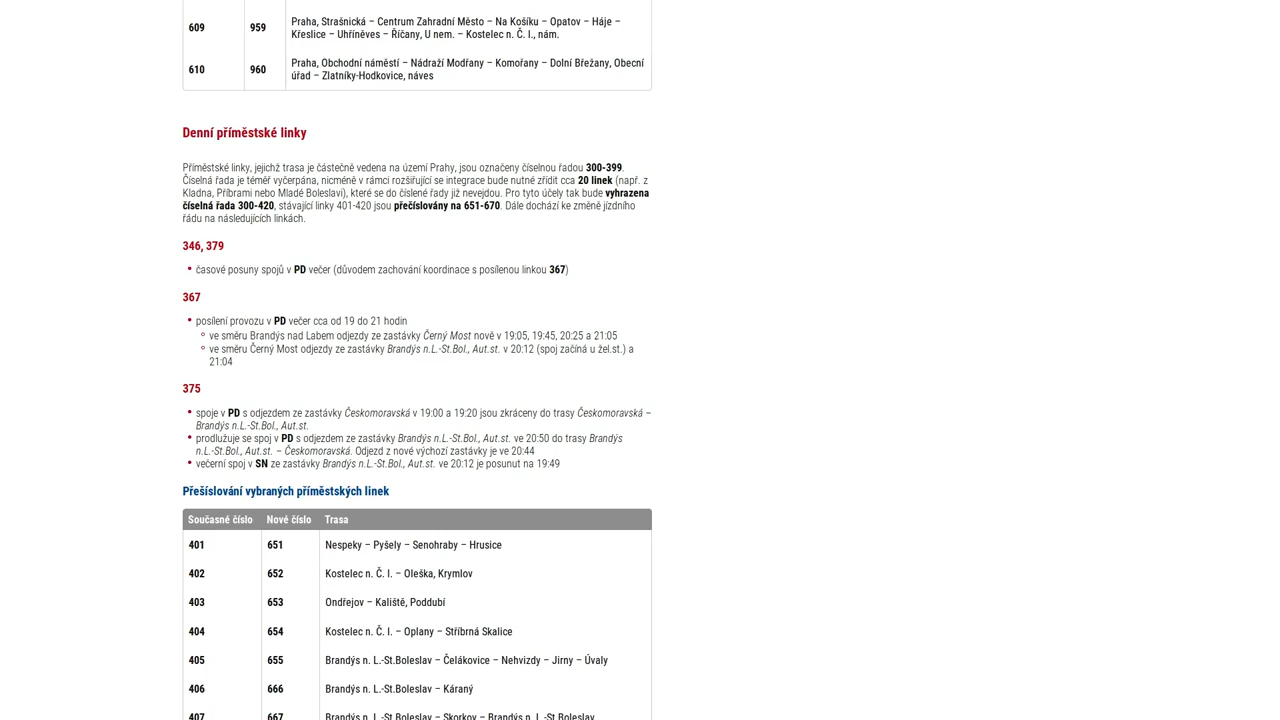 609 959 Praha, Strašnická – Centrum Zahradní Město – Na Košíku – Opatov – Háje –
Křeslice – Uhříněves – Říčany, U nem. – Kostelec n. Č. l., nám.
610 960 Praha, Obchodní náměstí – Nádraží Modřany – Komořany – Dolní Břežany, Obecní
úřad – Zlatníky-Hodkovice, náves
Denní příměstské linky
Příměstské linky, jejichž trasa je částečně vedena na území Prahy, jsou označeny číselnou řadou 300-399.
Číselná řada je téměř vyčerpána, nicméně v rámci rozšiřující se integrace bude nutné zřídit cca 20 linek (např. z
Kladna, Příbrami nebo Mladé Boleslavi), které se do číslené řady již nevejdou. Pro tyto účely tak bude vyhrazena
číselná řada 300-420, stávající linky 401-420 jsou přečíslovány na 651-670. Dále dochází ke změně jízdního
řádu na následujících linkách.
346, 379
• časové posuny spojů v PD večer (důvodem zachování koordinace s posílenou linkou 367)
367
• posílení provozu v PD večer cca od 19 do 21 hodin
◦ ve směru Brandýs nad Labem odjezdy ze zastávky Černý Most nově v 19:05, 19:45, 20:25 a 21:05
◦ ve směru Černý Most odjezdy ze zastávky Brandýs n.L.-St.Bol., Aut.st. v 20:12 (spoj začíná u žel.st.) a
21:04
375
• spoje v PD s odjezdem ze zastávky Českomoravská v 19:00 a 19:20 jsou zkráceny do trasy Českomoravská –
Brandýs n.L.-St.Bol., Aut.st.
• prodlužuje se spoj v PD s odjezdem ze zastávky Brandýs n.L.-St.Bol., Aut.st. ve 20:50 do trasy Brandýs
n.L.-St.Bol., Aut.st. – Českomoravská. Odjezd z nové výchozí zastávky je ve 20:44
• večerní spoj v SN ze zastávky Brandýs n.L.-St.Bol., Aut.st. ve 20:12 je posunut na 19:49
Přešíslování vybraných příměstských linek
Současné číslo Nové číslo Trasa
401 651 Nespeky – Pyšely – Senohraby – Hrusice
402 652 Kostelec n. Č. l. – Oleška, Krymlov
403 653 Ondřejov – Kaliště, Poddubí
404 654 Kostelec n. Č. l. – Oplany – Stříbrná Skalice
405 655 Brandýs n. L.-St.Boleslav – Čelákovice – Nehvizdy – Jirny – Úvaly
406 666 Brandýs n. L.-St.Boleslav – Káraný
407 667 Brandýs n. L.-St.Boleslav – Skorkov – Brandýs n. L.-St.Boleslav